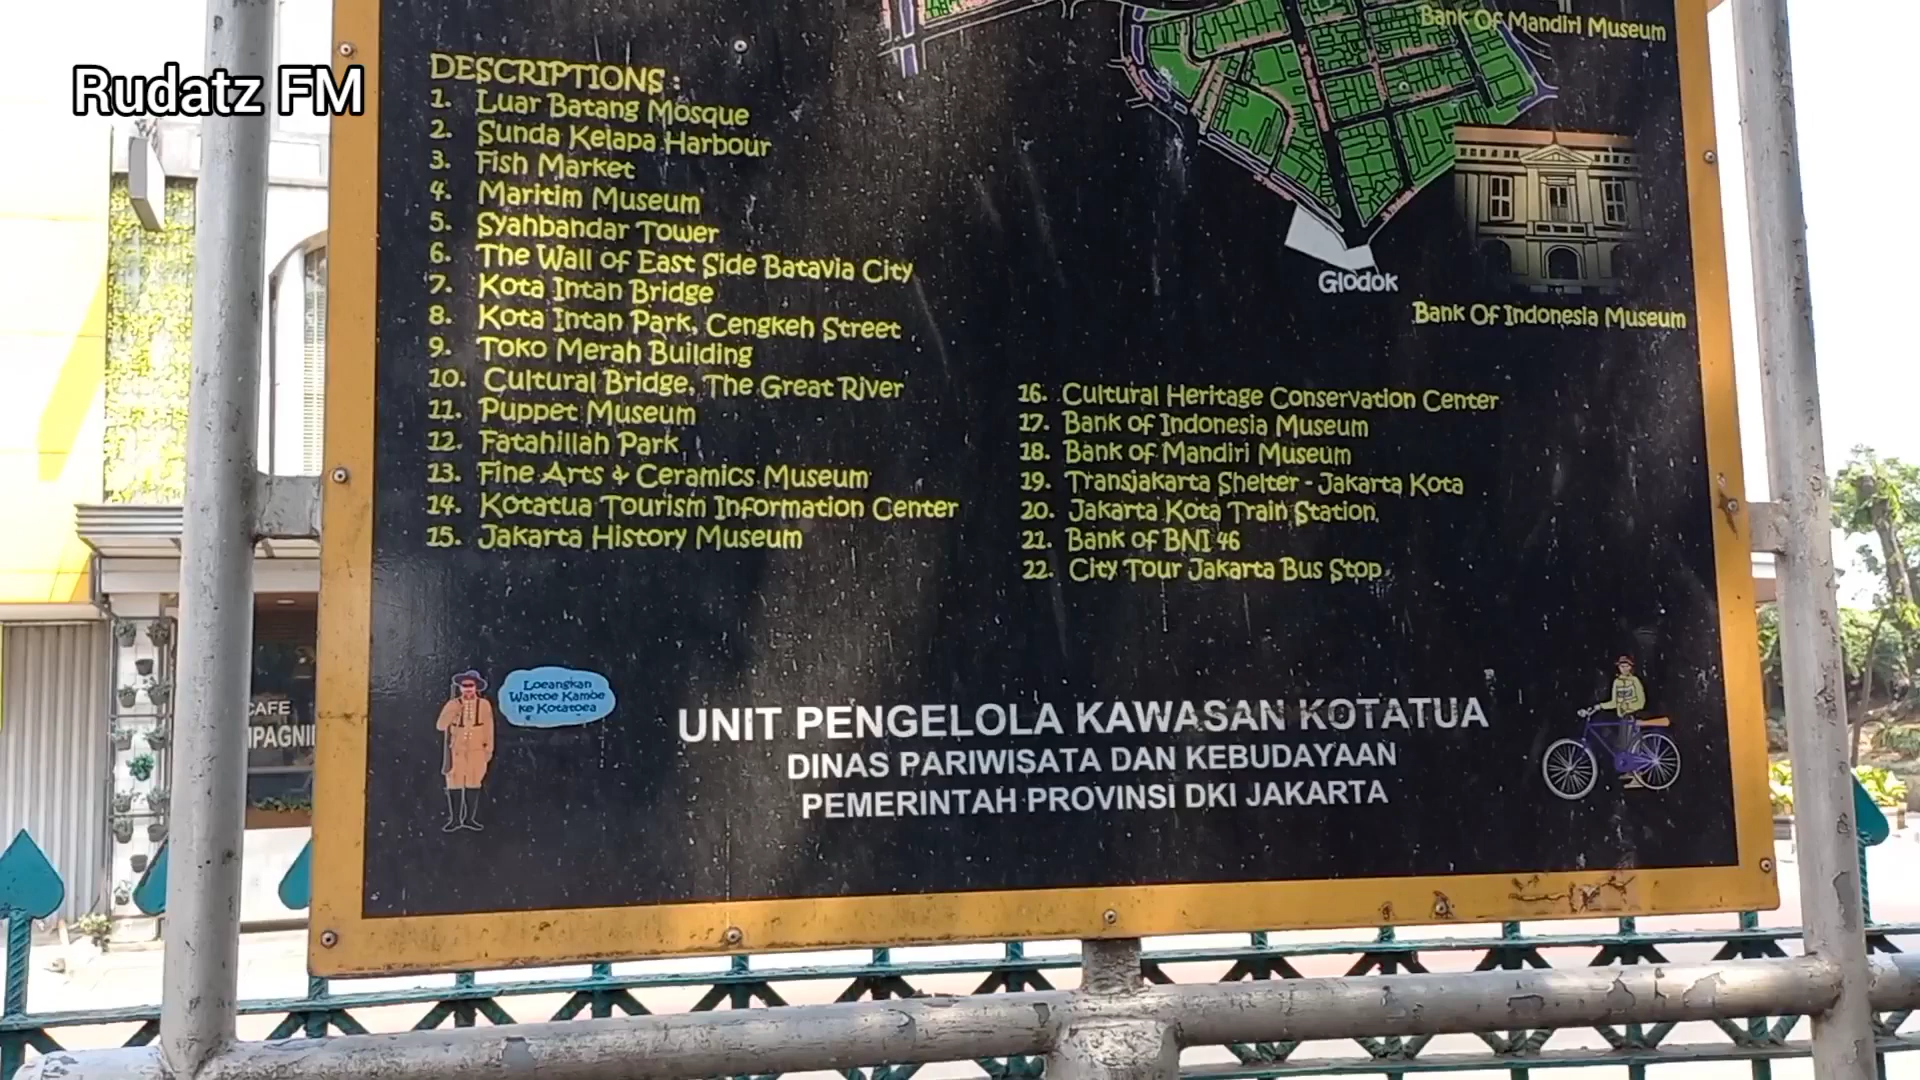 Rudatz FM
Bank Of Mandiri Museum
Glodok
Bank Of Indonesia Museum
DESCRIPTIONS :
1. Luar Batang Mosque
2. Sunda Kelapa Harbour
3. Fish Market
4. Maritim Museum
5. Syahbandar Tower
6. The Wall of East Side Batavia City
7. Kota Intan Bridge
8. Kota Intan Park, Cengkeh Street
9. Toko Merah Building
10. Cultural Bridge, The Great River
11. Puppet Museum
12. Fatahillah Park
13. Fine Arts & Ceramics Museum
14. Kotatua Tourism Information Center
15. Jakarta History Museum
16. Cultural Heritage Conservation Center
17. Bank of Indonesia Museum
18. Bank of Mandiri Museum
19. Transjakarta Shelter - Jakarta Kota
20. Jakarta Kota Train Station
21. Bank of BNI 46
22. City Tour Jakarta Bus Stop
Loeangkan
Waktoe Kambe
ke Kotatoea
UNIT PENGELOLA KAWASAN KOTATUA
DINAS PARIWISATA DAN KEBUDAYAAN
PEMERINTAH PROVINSI DKI JAKARTA
CAFE